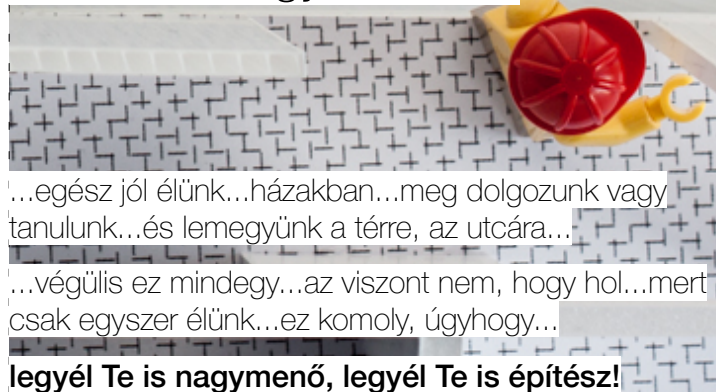 ...egész jól élünk...házakban...meg dolgozunk vagy
tanulunk...és lemegyünk a térre, az utcára...
...végülis ez mindegy...az viszont nem, hogy hol...mert
csak egyszer élünk...ez komoly, úgyhogy...
legyél Te is nagymenő, legyél Te is építész!